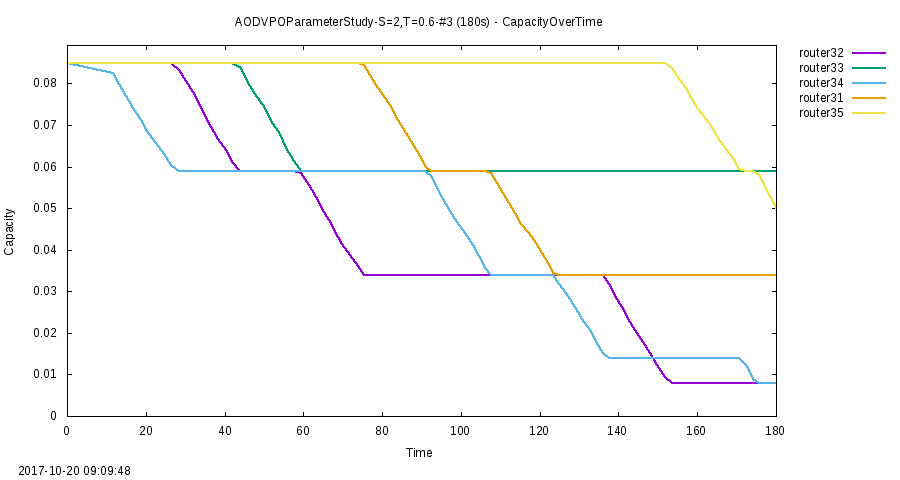 AODVPOParameterStudy-S=2,T=0.6-#3 (180s) - CapacityOverTime
router32
router33
router34
router31
router35
0.08
0.07
0.06
0.05
0.04
0.03
0.02
0.01
0
Capacity
0 20 40 60 80 100 120 140 160 180
Time
2017-10-20 09:09:48